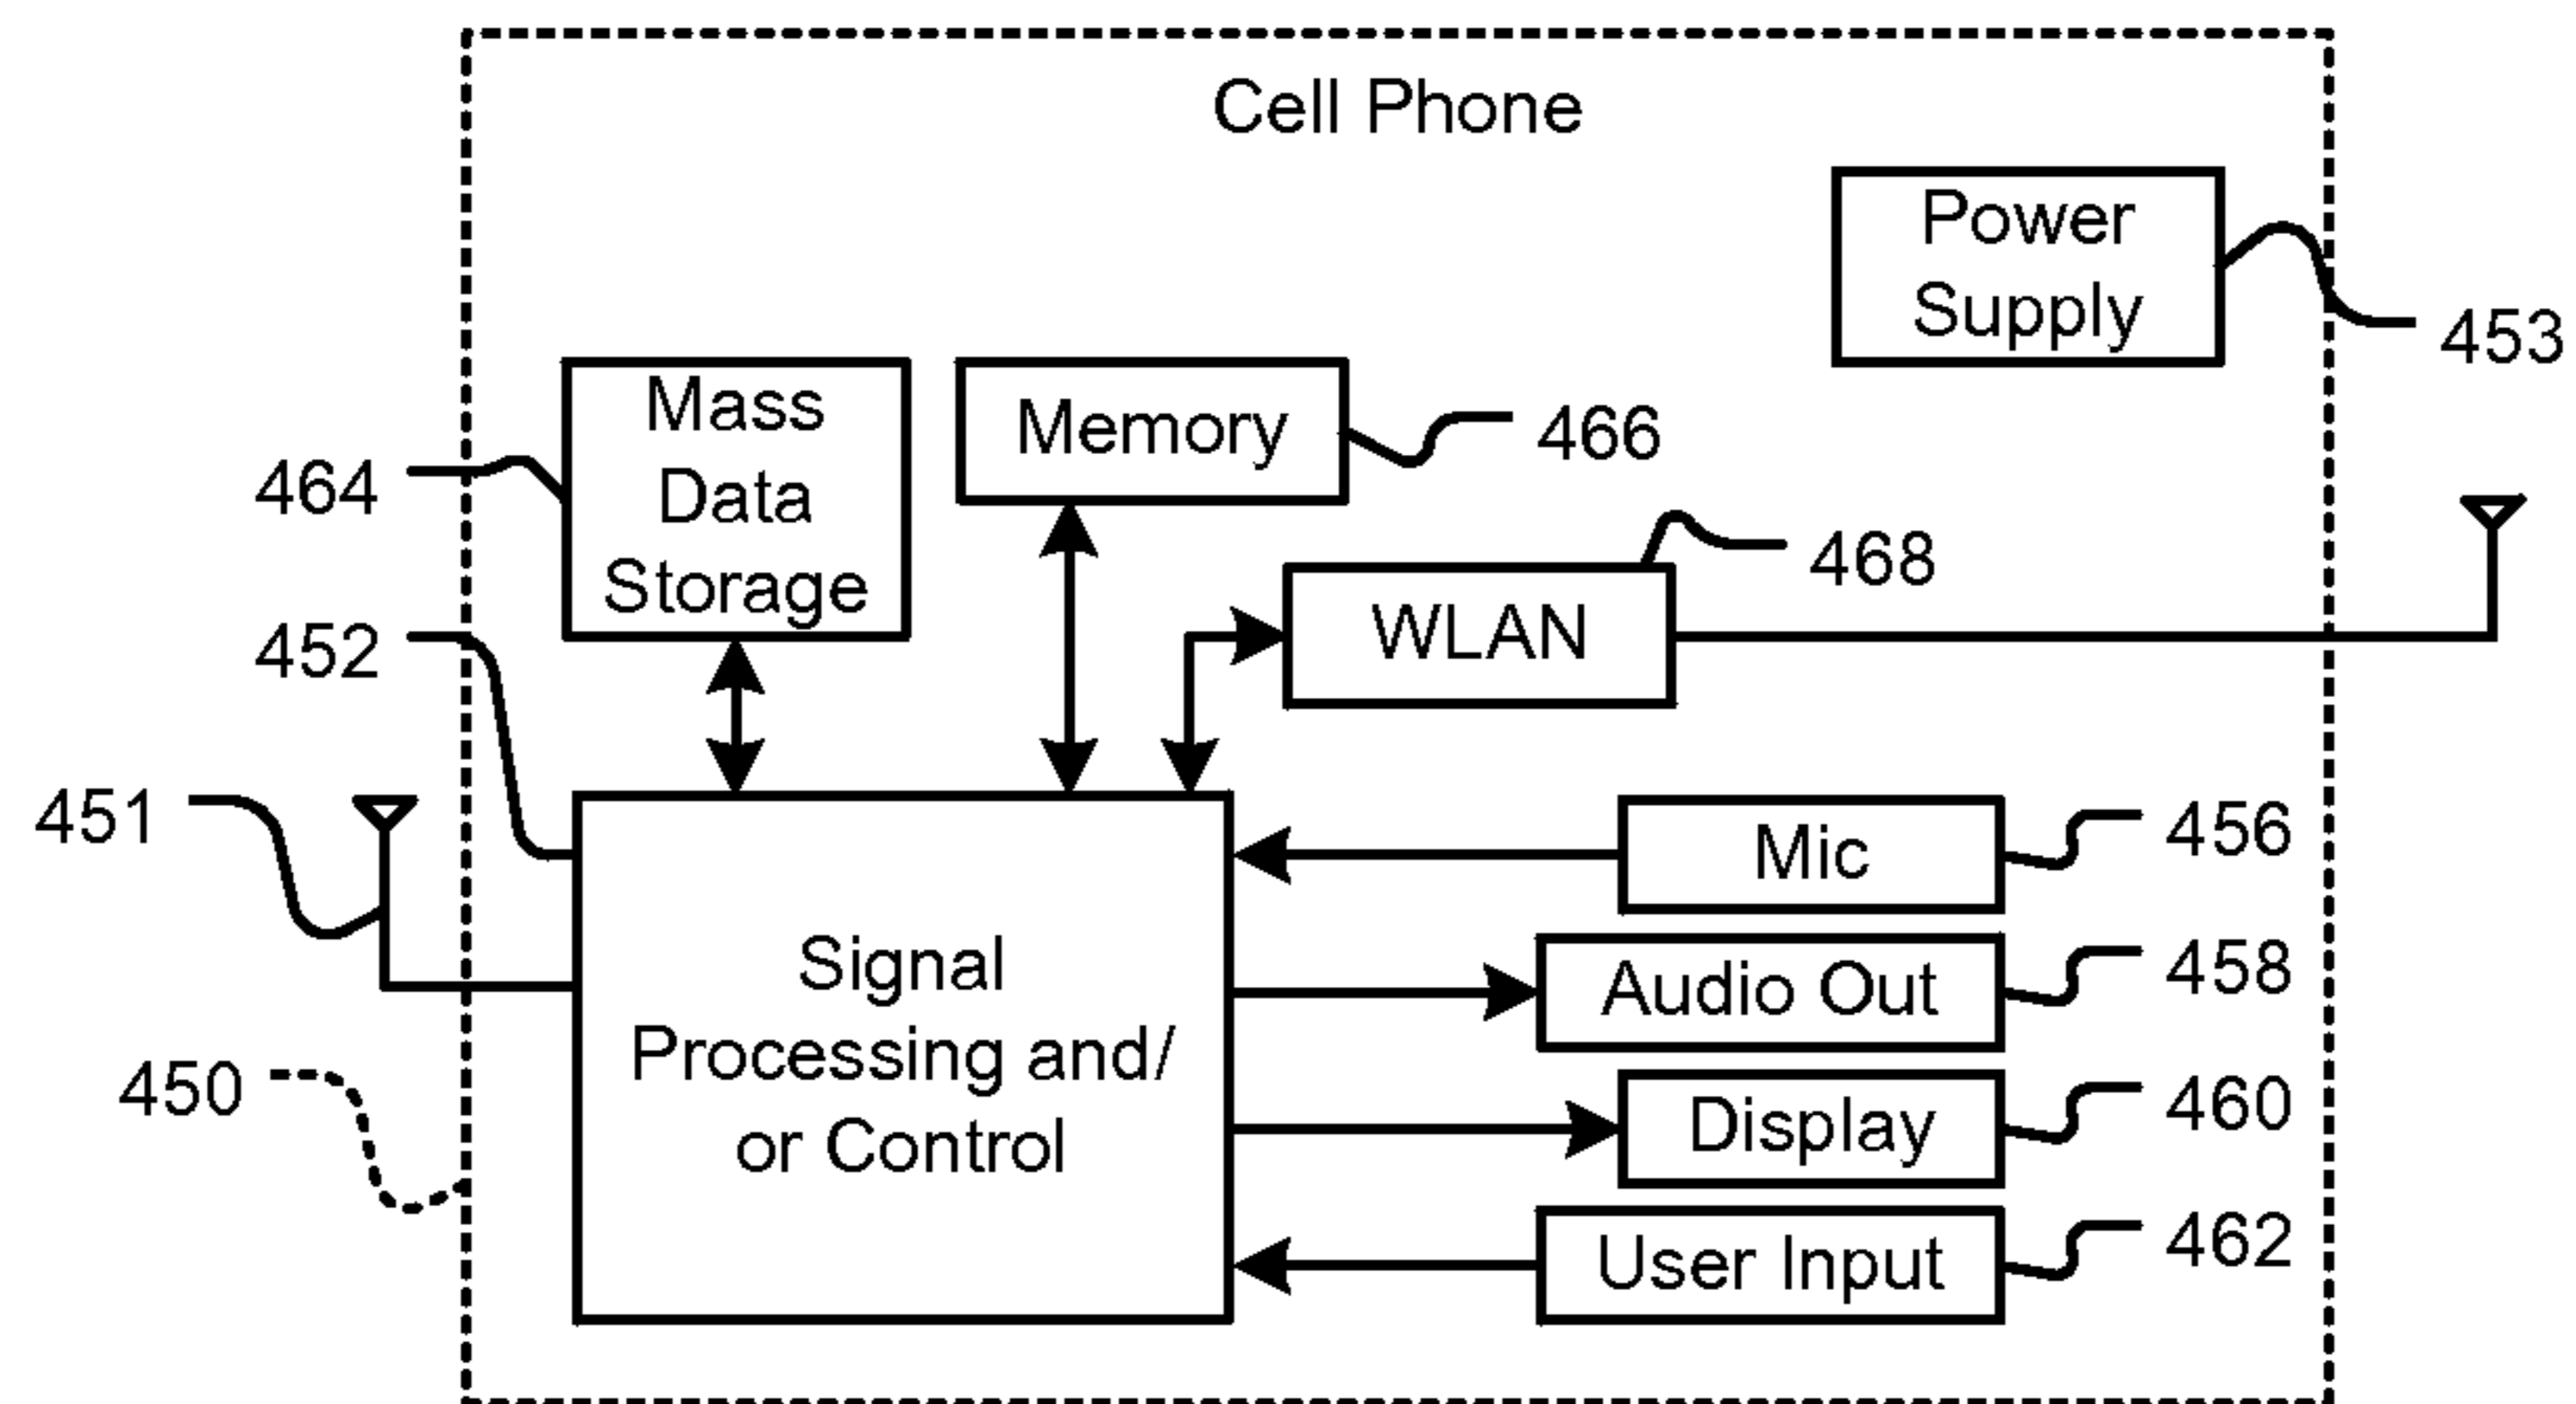 Cell Phone
Power
Supply
453
Mass
Data
Storage
464
Memory
466
WLAN
468
452
451
Mic
456
Signal
Processing and/
or Control
Audio Out
458
450
Display
460
User Input
462